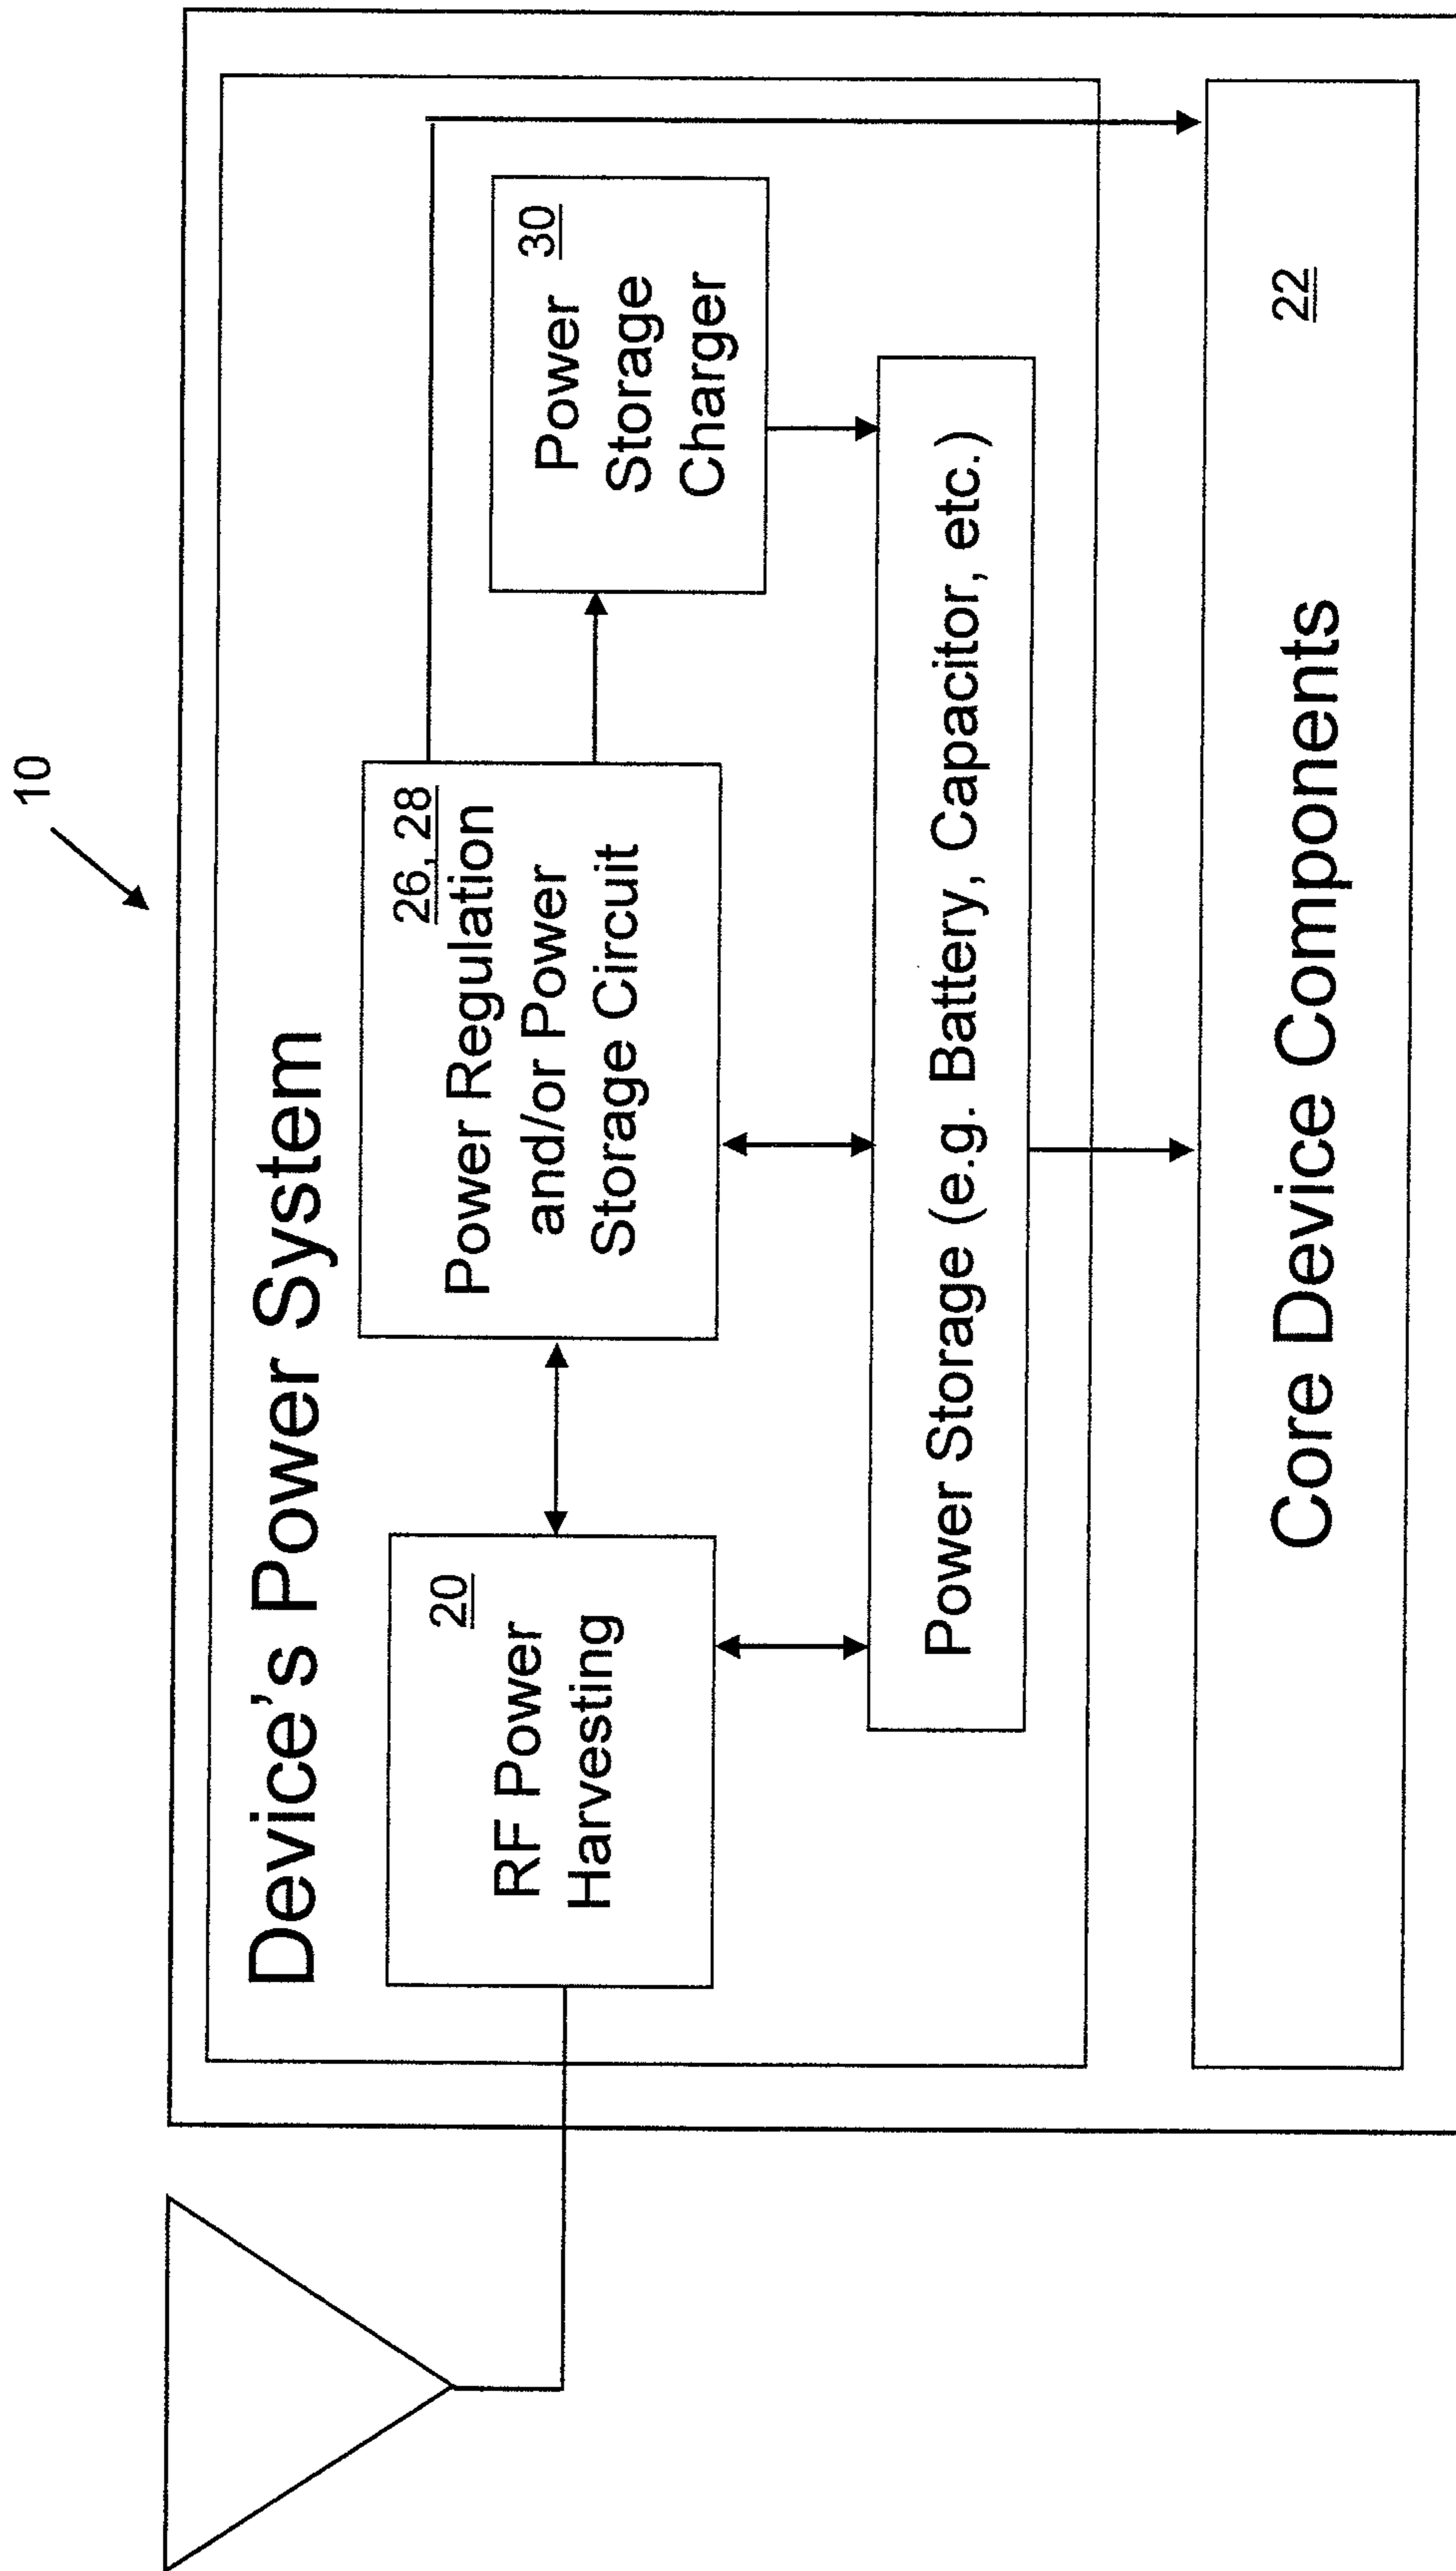 10
Device's Power System
20
RF Power
Harvesting
26, 28
Power Regulation
and/or Power
Storage Circuit
30
Power
Storage
Charger
Power Storage (e.g. Battery, Capacitor, etc.)
22
Core Device Components